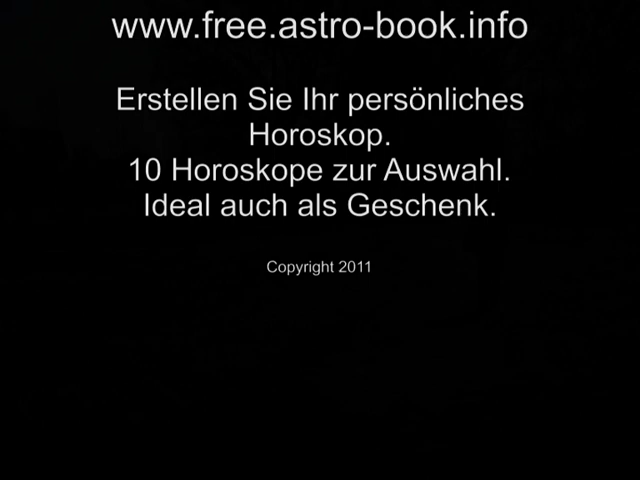 www.free.astro-book.info
Erstellen Sie Ihr persönliches
Horoskop.
10 Horoskope zur Auswahl.
Ideal auch als Geschenk.
Copyright 2011